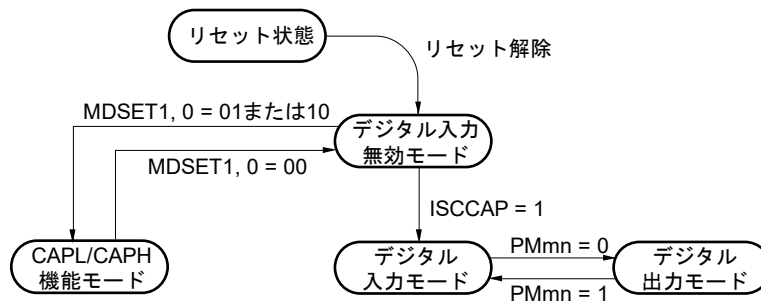 リセット状態
リセット解除
MDSET1, 0 = 01または10
デジタル入力
無効モード
MDSET1, 0 = 00
ISCCAP = 1
CAPL/CAPH
機能モード
デジタル
入力モード
PMmn = 0
PMmn = 1
デジタル
出力モード